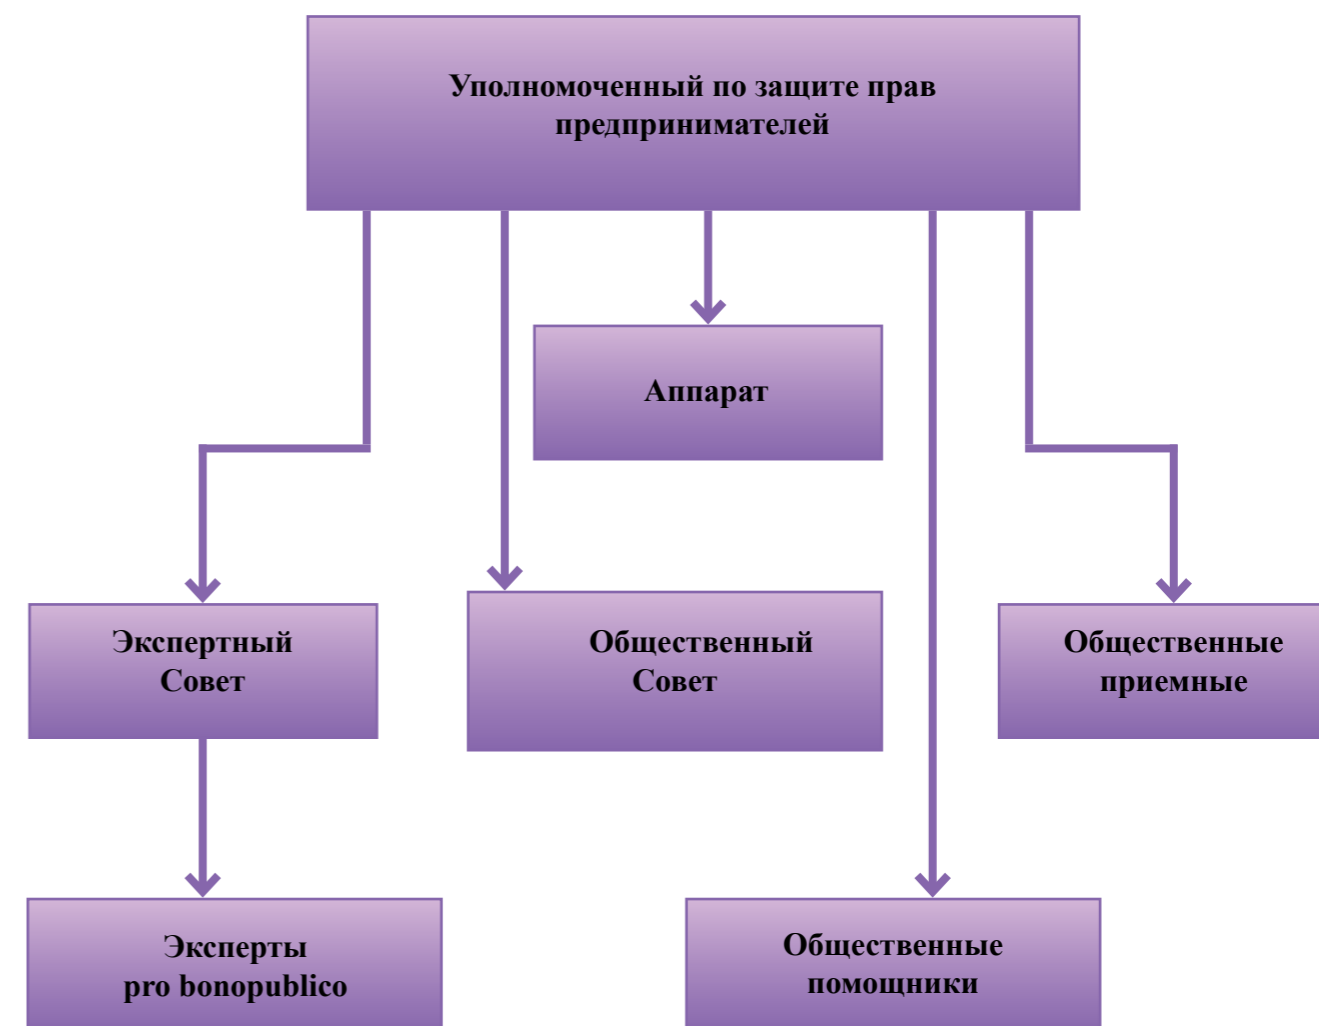 Уполномоченный по защите прав
предпринимателей
Аппарат
Экспертный
Совет
Общественный
Совет
Общественные
приемные
Эксперты
pro bonopublico
Общественные
помощники